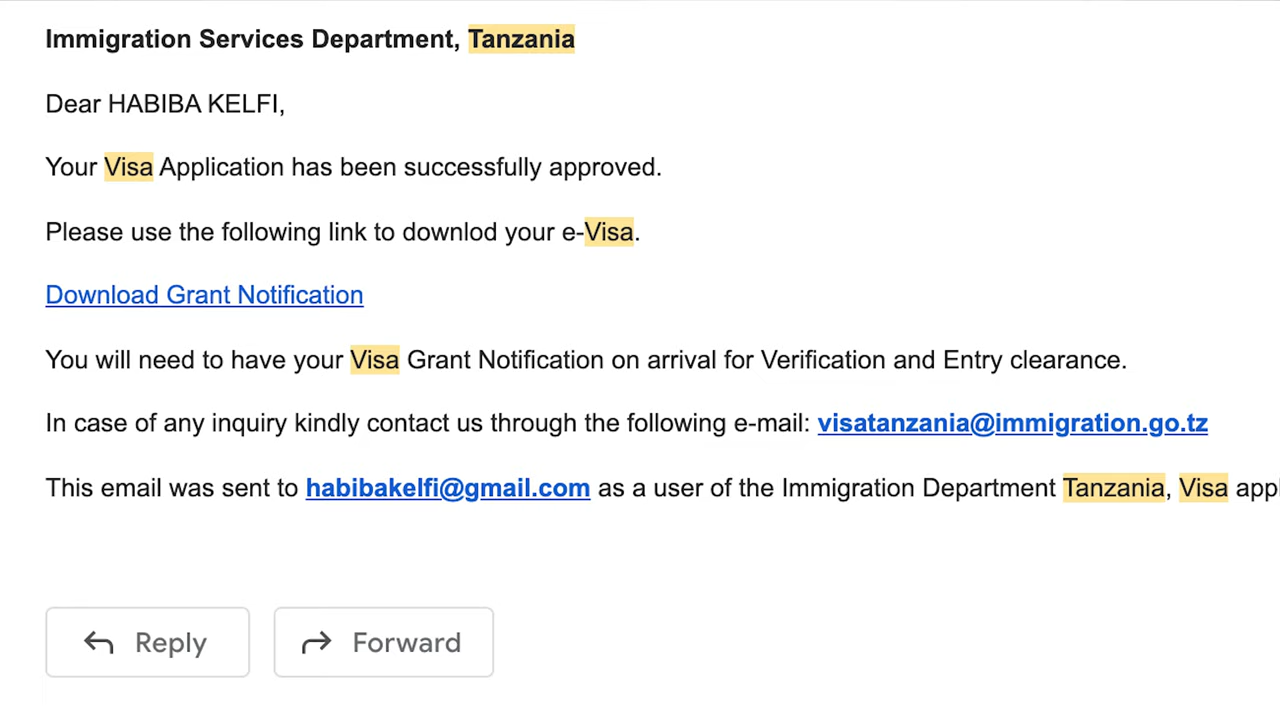 Immigration Services Department, Tanzania
Dear HABIBA KELFI,
Your Visa Application has been successfully approved.
Please use the following link to downlod your e-Visa.
Download Grant Notification
You will need to have your Visa Grant Notification on arrival for Verification and Entry clearance.
In case of any inquiry kindly contact us through the following e-mail: visatanzania@immigration.go.tz
This email was sent to habibakelfi@gmail.com as a user of the Immigration Department Tanzania, Visa
Reply
Forward